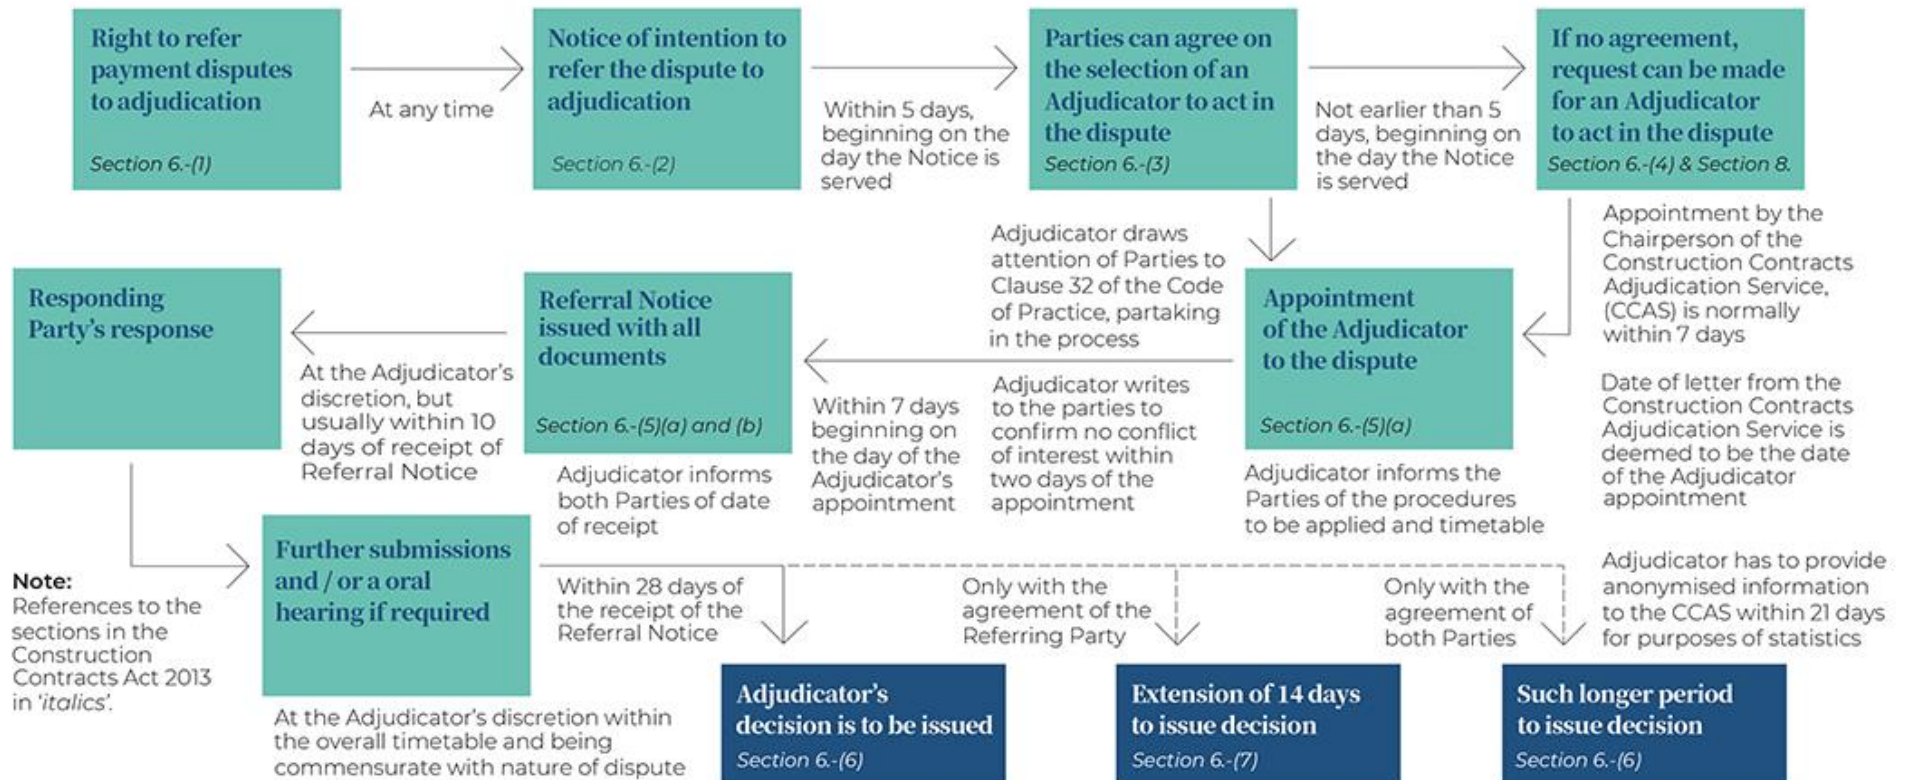 Right to refer
payment disputes
to adjudication
Section 6.-(1)
At any time
Notice of intention to
refer the dispute to
adjudication
Section 6.-(2)
Within 5 days,
beginning on the
day the Notice is
served
Parties can agree on
the selection of an
Adjudicator to act in
the dispute
Section 6.-(3)
Not earlier than 5
days, beginning on
the day the Notice
is served
If no agreement,
request can be made
for an Adjudicator
to act in the dispute
Section 6.-(4) & Section 8.
Appointment by the
Chairperson of the
Construction Contracts
Adjudication Service,
(CCAS) is normally
within 7 days
Date of letter from the
Construction Contracts
Adjudication Service is
deemed to be the date
of the Adjudicator
appointment
Appointment
of the Adjudicator
to the dispute
Section 6.-(5)(a)
Adjudicator informs the
Parties of the procedures
to be applied and timetable
Adjudicator draws
attention of Parties to
Clause 32 of the Code
of Practice, partaking
in the process
Adjudicator writes
to the parties to
confirm no conflict
of interest within
two days of the
appointment
Within 7 days
beginning on
the day of the
Adjudicator's
appointment
Referral Notice
issued with all
documents
Section 6.-(5)(a) and (b)
Adjudicator informs
both Parties of date
of receipt
At the Adjudicator's
discretion, but
usually within 10
days of receipt of
Referral Notice
Responding
Party's response
Further submissions
and / or a oral
hearing if required
At the Adjudicator's discretion within
the overall timetable and being
commensurate with nature of dispute
Within 28 days of
the receipt of the
Referral Notice
Adjudicator's
decision is to be issued
Section 6.-(6)
Only with the
agreement of the
Referring Party
Extension of 14 days
to issue decision
Section 6.-(7)
Only with the
agreement of
both Parties
Such longer period
to issue decision
Section 6.-(6)
Adjudicator has to provide
anonymised information
to the CCAS within 21 days
for purposes of statistics
Note:
References to the
sections in the
Construction
Contracts Act 2013
in 'italics'.